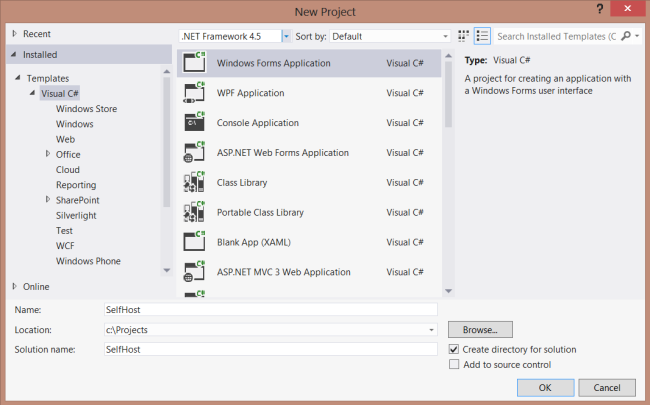 New Project
?
Recent
.NET Framework 4.5
Sort by: Default
Search Installed Templates (C
Installed
Templates
Visual C#
Windows Store
Windows
Web
Office
Cloud
Reporting
SharePoint
Silverlight
Test
WCF
Windows Phone
Online
Windows Forms Application Visual C#
WPF Application Visual C#
Console Application Visual C#
ASP.NET Web Forms Application Visual C#
Class Library Visual C#
Portable Class Library Visual C#
Blank App (XAML) Visual C#
ASP.NET MVC 3 Web Application Visual C#
Type: Visual C#
A project for creating an application with
a Windows Forms user interface
Name: SelfHost
Location: c:\Projects
Browse...
Solution name: SelfHost
Create directory for solution
Add to source control
OK Cancel